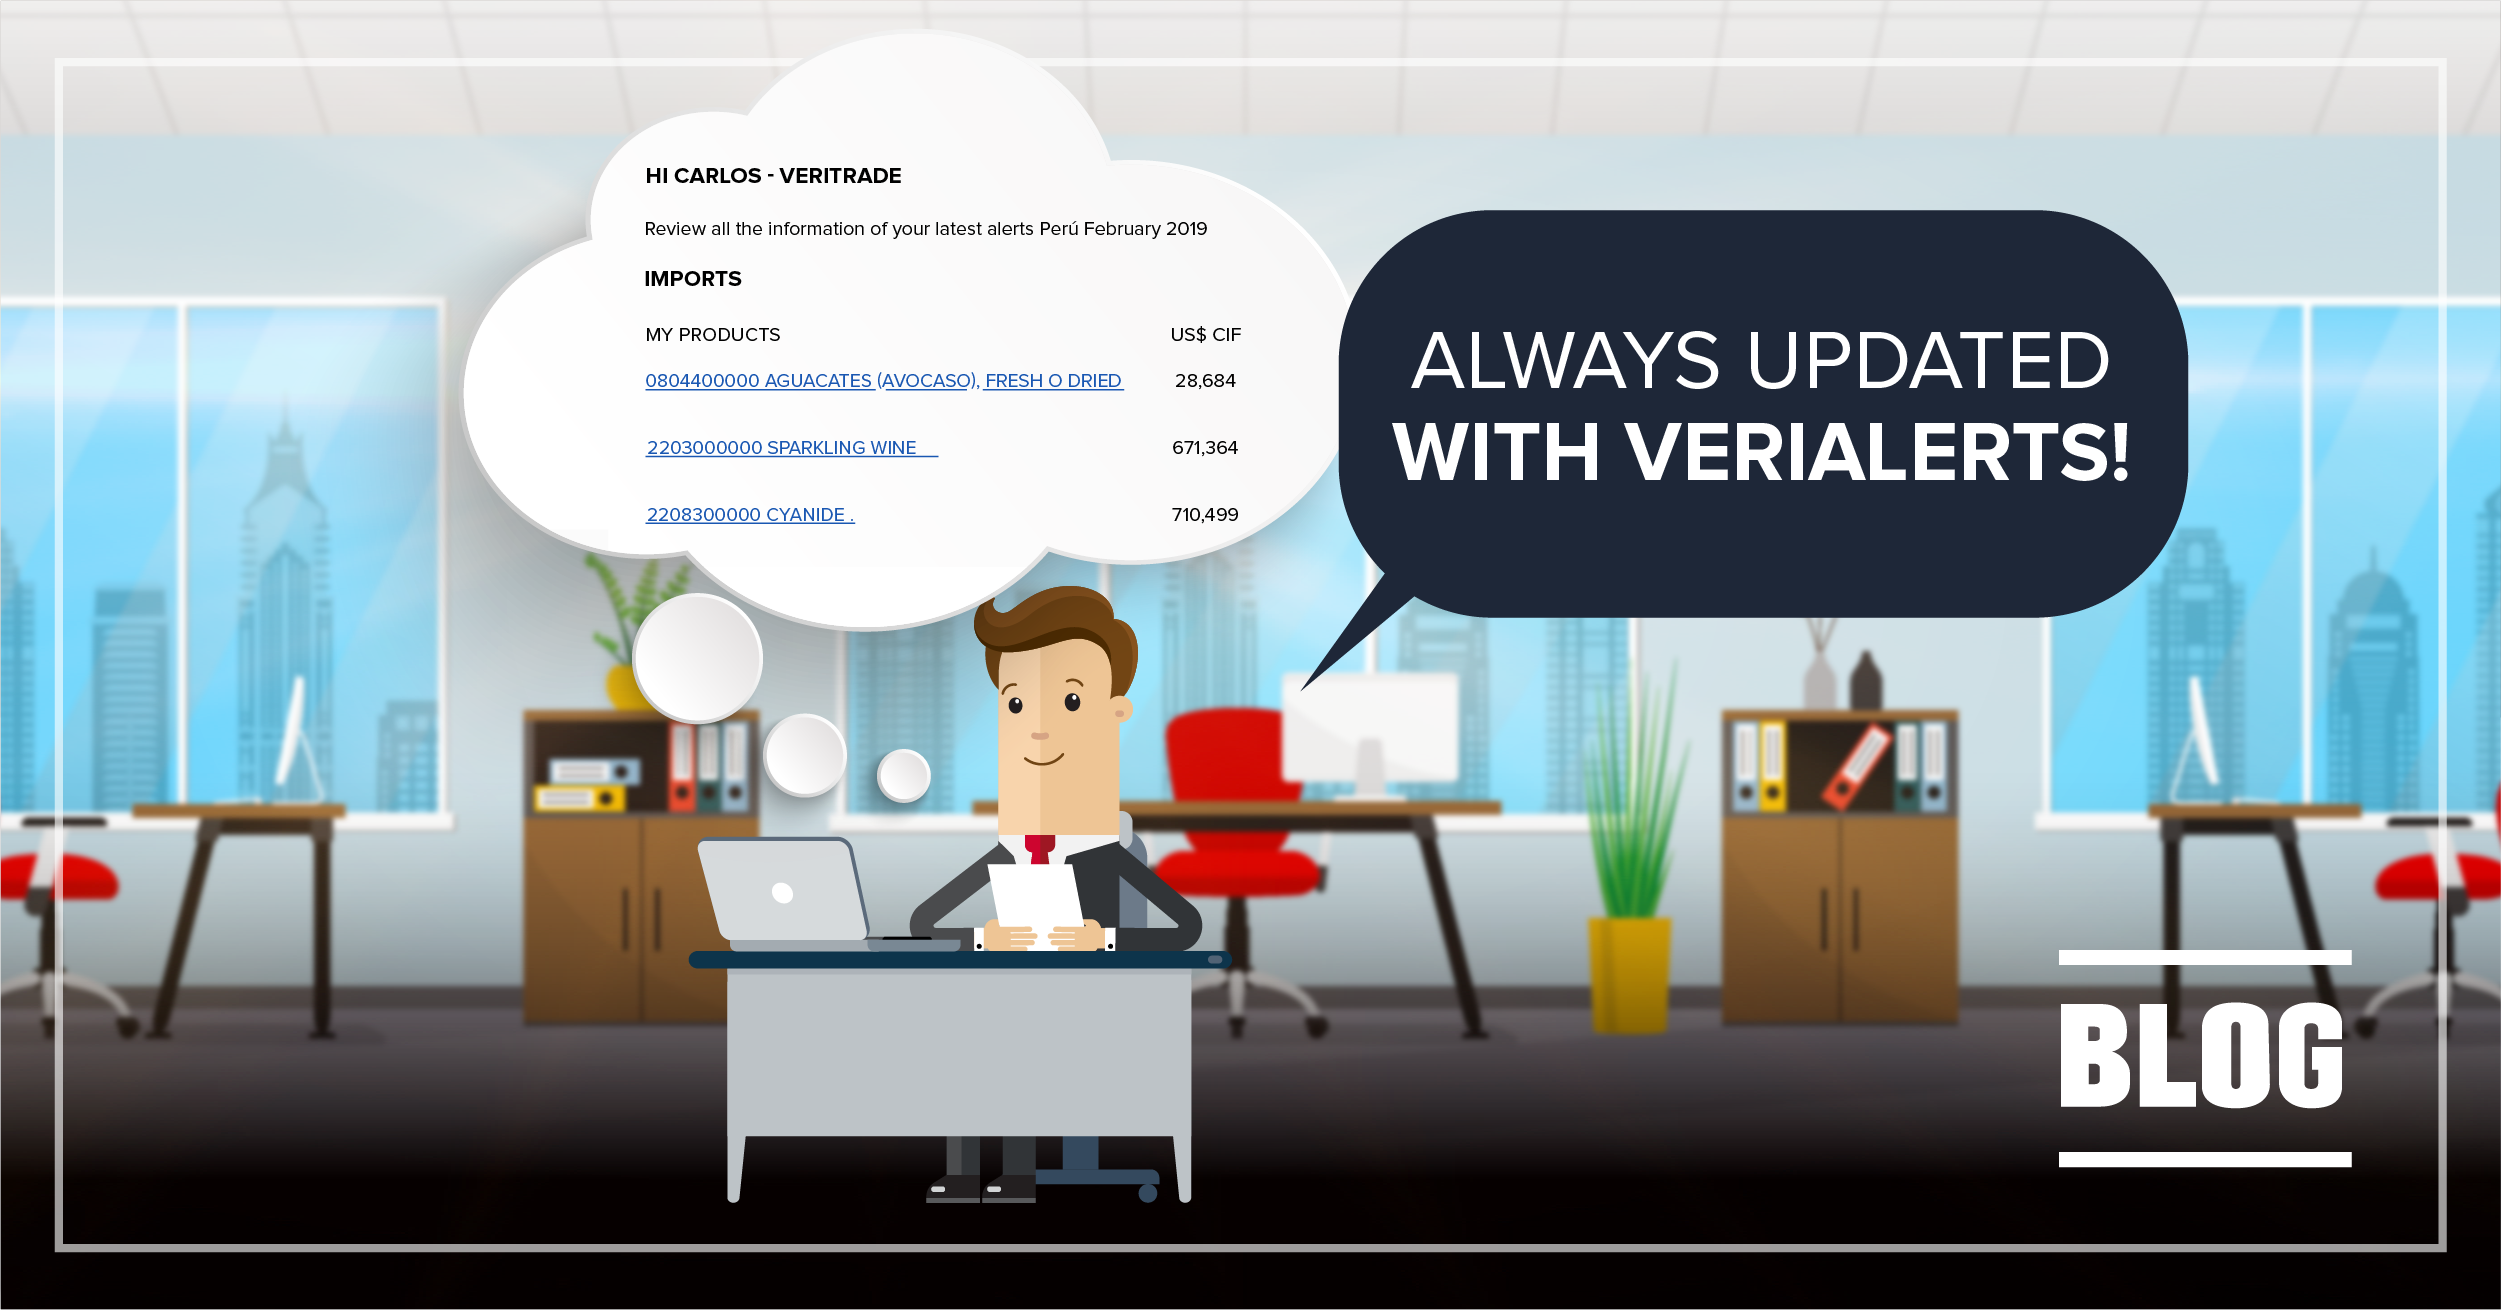 HI CARLOS - VERITRADE
Review all the information of your latest alerts Perú February 2019
IMPORTS
MY PRODUCTS US$ CIF
0804400000 AGUACATES (AVOCASO), FRESH O DRIED 28,684
2203000000 SPARKLING WINE 671,364
2208300000 CYANIDE . 710,499
ALWAYS UPDATED
WITH VERIALERTS!
BLOG